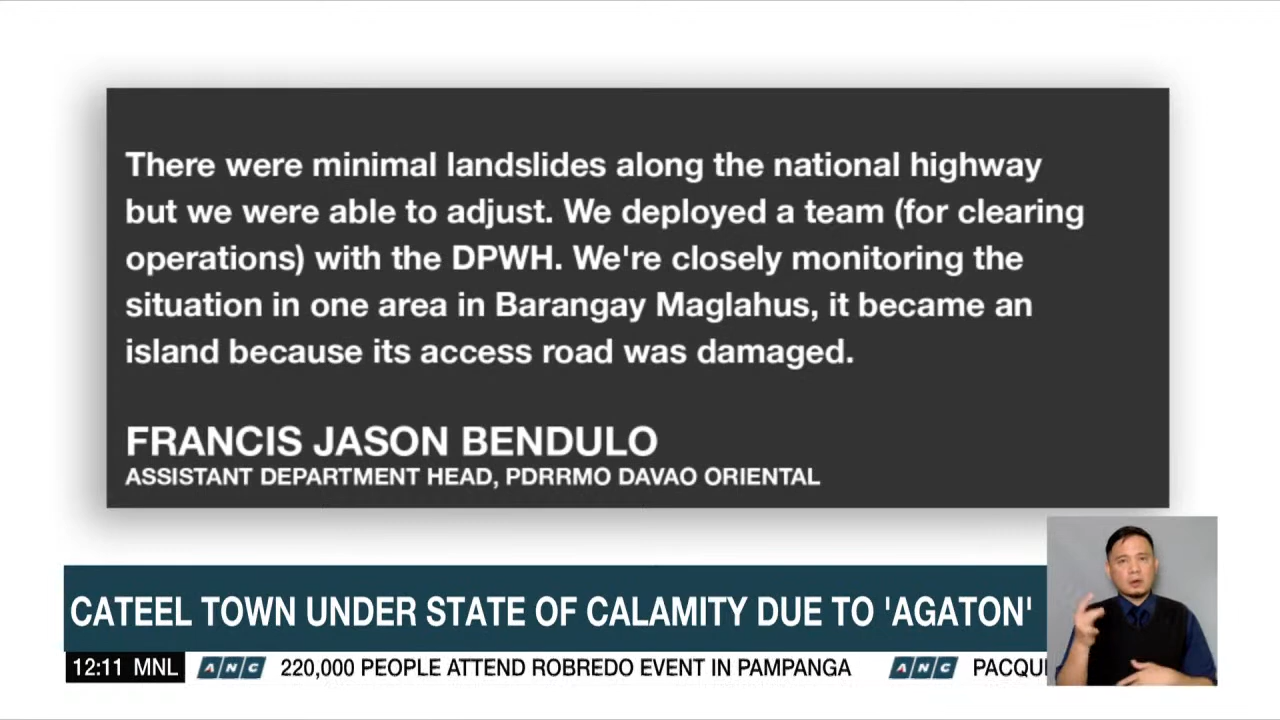 There were minimal landslides along the national highway
but we were able to adjust. We deployed a team (for clearing
operations) with the DPWH. We're closely monitoring the
situation in one area in Barangay Maglahus, it became an
island because its access road was damaged.
FRANCIS JASON BENDULO
ASSISTANT DEPARTMENT HEAD, PDRRMO DAVAO ORIENTAL
CATEEL TOWN UNDER STATE OF CALAMITY DUE TO 'AGATON'
12:11 MNL ANC 220,000 PEOPLE ATTEND ROBREDO EVENT IN PAMPANGA ANC PACQUI